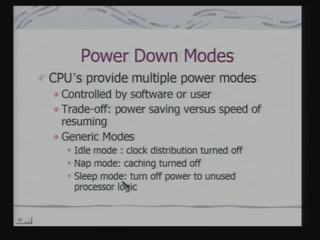 Power Down Modes
CPU's provide multiple power modes
Controlled by software or user
Trade-off: power saving versus speed of
resuming
Generic Modes
Idle mode : clock distribution turned off
Nap mode: caching turned off
Sleep mode: turn off power to unused
processor logic